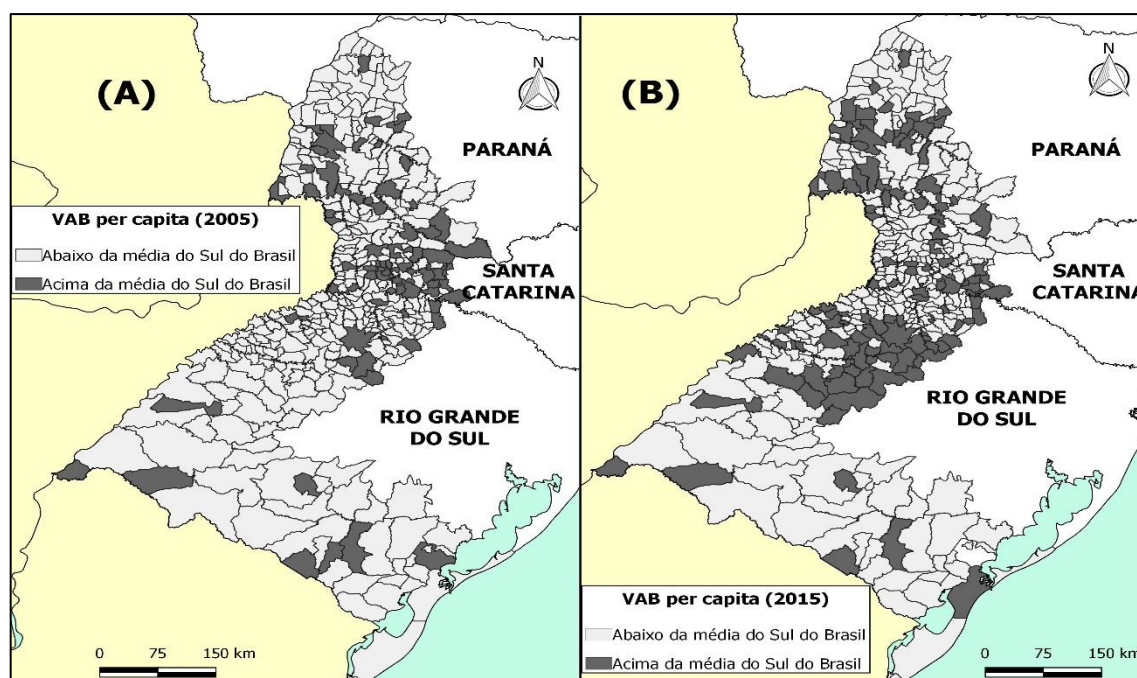 (A)
N
PARANÁ
VAB per capita (2005)
Abaixo da média do Sul do Brasil
Acima da média do Sul do Brasil
SANTA
CATARINA
RIO GRANDE
DO SUL
0 75 150 km
(B)
N
PARANÁ
SANTA
CATARINA
RIO GRANDE
DO SUL
VAB per capita (2015)
Abaixo da média do Sul do Brasil
Acima da média do Sul do Brasil
0 75 150 km